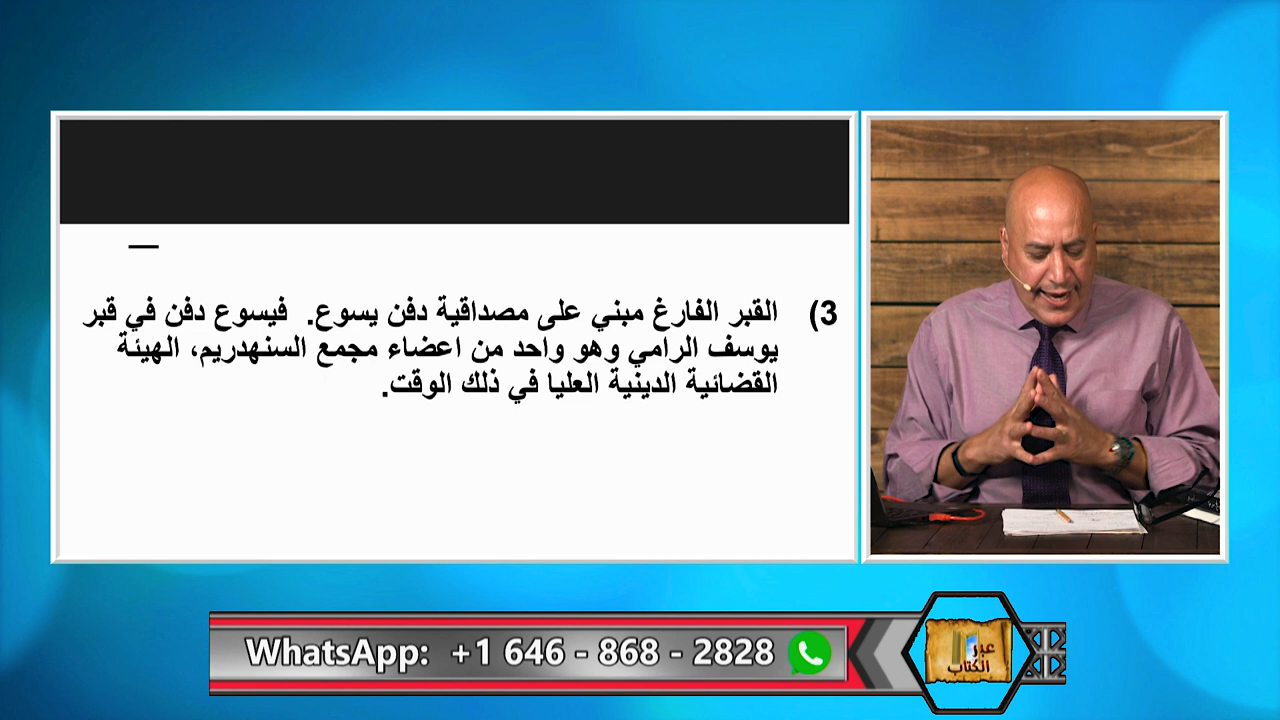 3) القبر الفارغ مبني على مصداقية دفن يسوع. فيسوع دفن في قبر
يوسف الرامي وهو واحد من اعضاء مجمع السنهدريم، الهيئة
القضائية الدينية العليا في ذلك الوقت.
WhatsApp: +1 646 - 868 - 2828
عبر
الكتاب